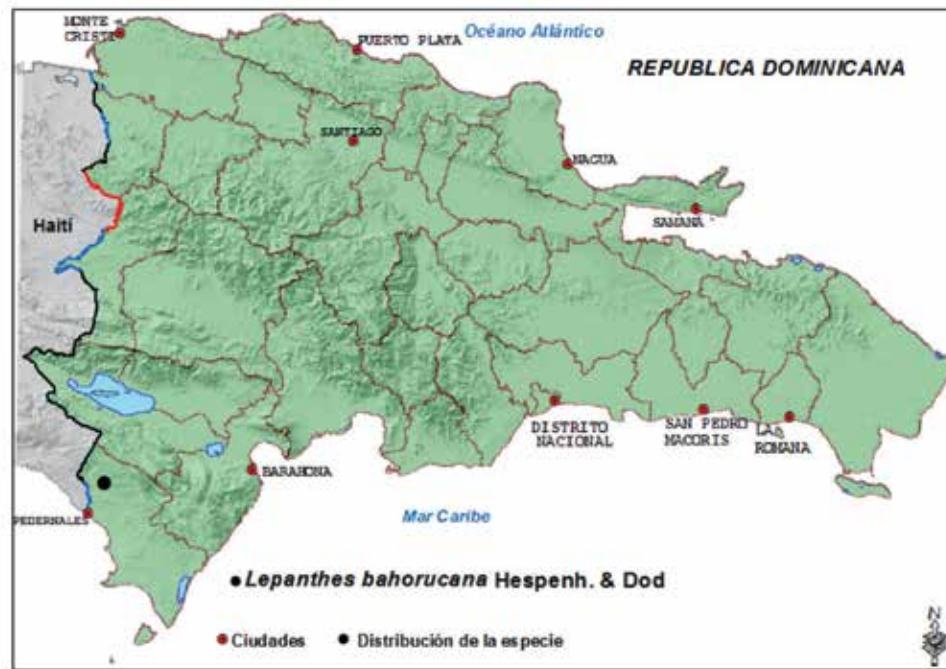 MONTE
CRISTI
PUERTO PLATA
Océano Atlántico
REPUBLICA DOMINICANA
SANTIAGO
NAGUA
SAMANA
Haití
DISTRITO
NACIONAL
SAN PEDRO
MACORIS
LA
ROMANA
BARAHONA
Mar Caribe
PEDERNALES
Lepanthes bahorucana Hespenh. & Dod
Ciudades
Distribución de la especie